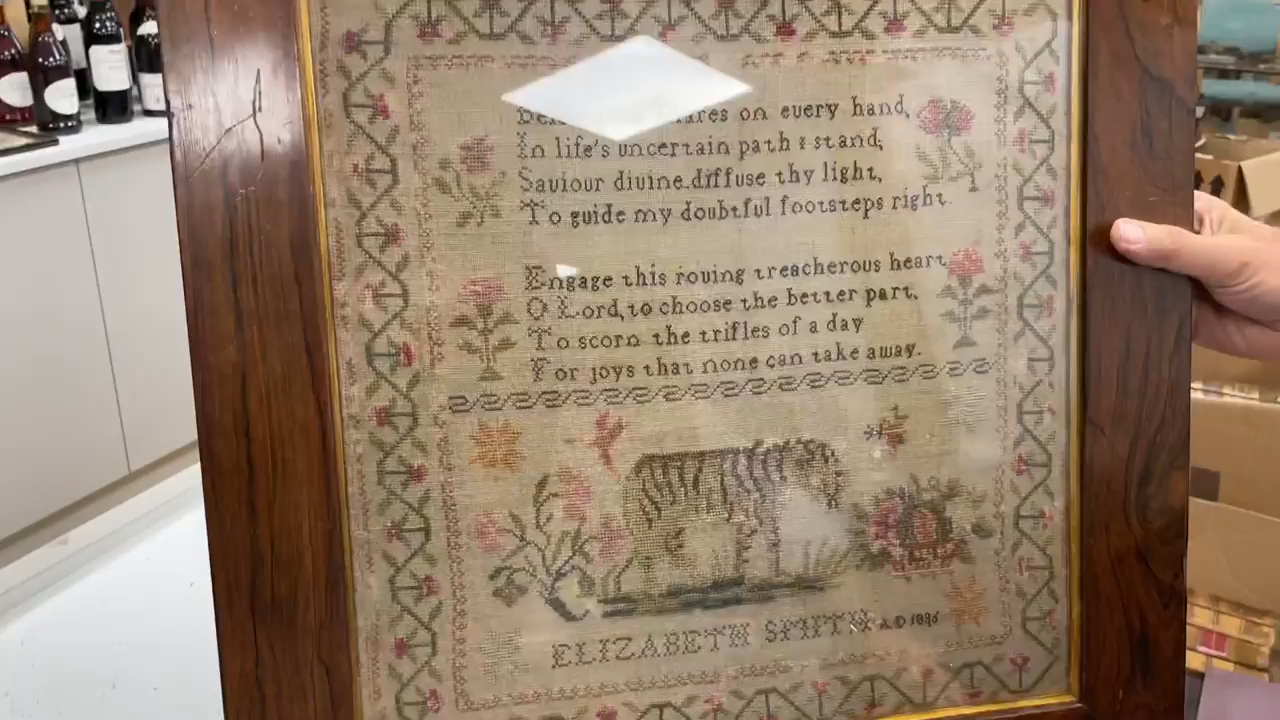 on every hand,
In life's uncertain path I stand;
Saviour divine diffuse thy light,
To guide my doubtful footsteps right.
Engage this roving treacherous heart,
O Lord, to choose the better part.
To scorn the trifles of a day
For joys that none can take away.
ELIZABETH SMITH A D